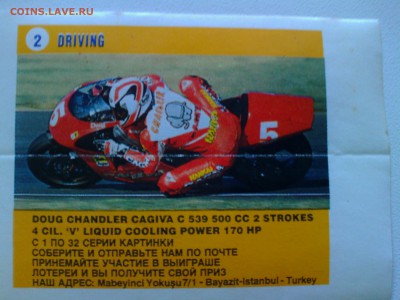 COINS.LAVE.RU
2 DRIVING
5
5
DOUG CHANDLER CAGIVA C 539 500 CC 2 STROKES
4 CIL. 'V' LIQUID COOLING POWER 170 HP
С 1 ПО 32 СЕРИИ КАРТИНКИ
СОБЕРИТЕ И ОТПРАВЬТЕ НАМ ПО ПОЧТЕ
ПРИНЕМАЙТЕ УЧАСТИЕ В ВЫИГРАШЕ
ЛОТЕРЕИ И ВЫ ПОЛУЧИТЕ СВОЙ ПРИЗ
НАШ АДРЕС: Mabeyinci Yokuşu7/1 - Bayazit-Istanbul - Turkey